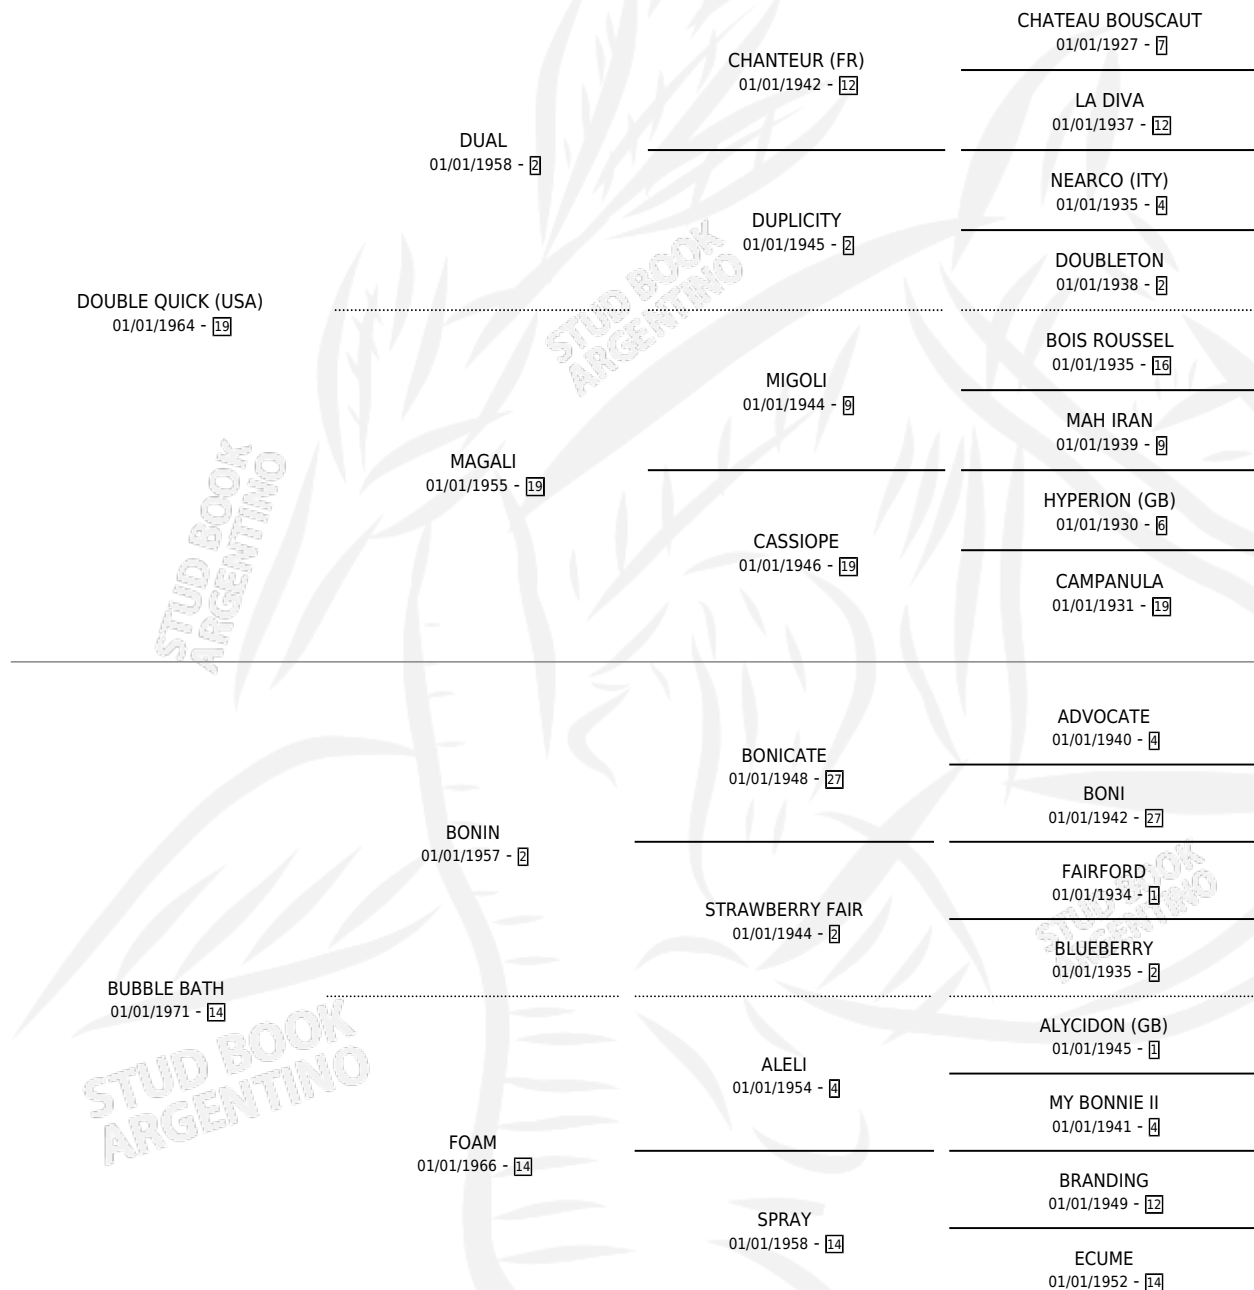 CHATEAU BOUSCAUT
01/01/1927 - 7
CHANTEUR (FR)
01/01/1942 - 12
LA DIVA
01/01/1937 - 12
DUAL
01/01/1958 - 2
NEARCO (ITY)
01/01/1935 - 4
DUPLICITY
01/01/1945 - 2
DOUBLETON
01/01/1938 - 2
DOUBLE QUICK (USA)
01/01/1964 - 19
BOIS ROUSSEL
01/01/1935 - 16
MIGOLI
01/01/1944 - 9
MAH IRAN
01/01/1939 - 9
MAGALI
01/01/1955 - 19
HYPERION (GB)
01/01/1930 - 6
CASSIOPE
01/01/1946 - 19
CAMPANULA
01/01/1931 - 19
ADVOCATE
01/01/1940 - 4
BONICATE
01/01/1948 - 27
BONI
01/01/1942 - 27
BONIN
01/01/1957 - 2
FAIRFORD
01/01/1934 - 1
STRAWBERRY FAIR
01/01/1944 - 2
BLUEBERRY
01/01/1935 - 2
BUBBLE BATH
01/01/1971 - 14
ALYCIDON (GB)
01/01/1945 - 1
ALELI
01/01/1954 - 4
MY BONNIE II
01/01/1941 - 4
FOAM
01/01/1966 - 14
BRANDING
01/01/1949 - 12
SPRAY
01/01/1958 - 14
ECUME
01/01/1952 - 14
STUD BOOK
ARGENTINO
STUD BOOK
ARGENTINO
STUD BOOK
ARGENTINO
STUD BOOK
ARGENTINO